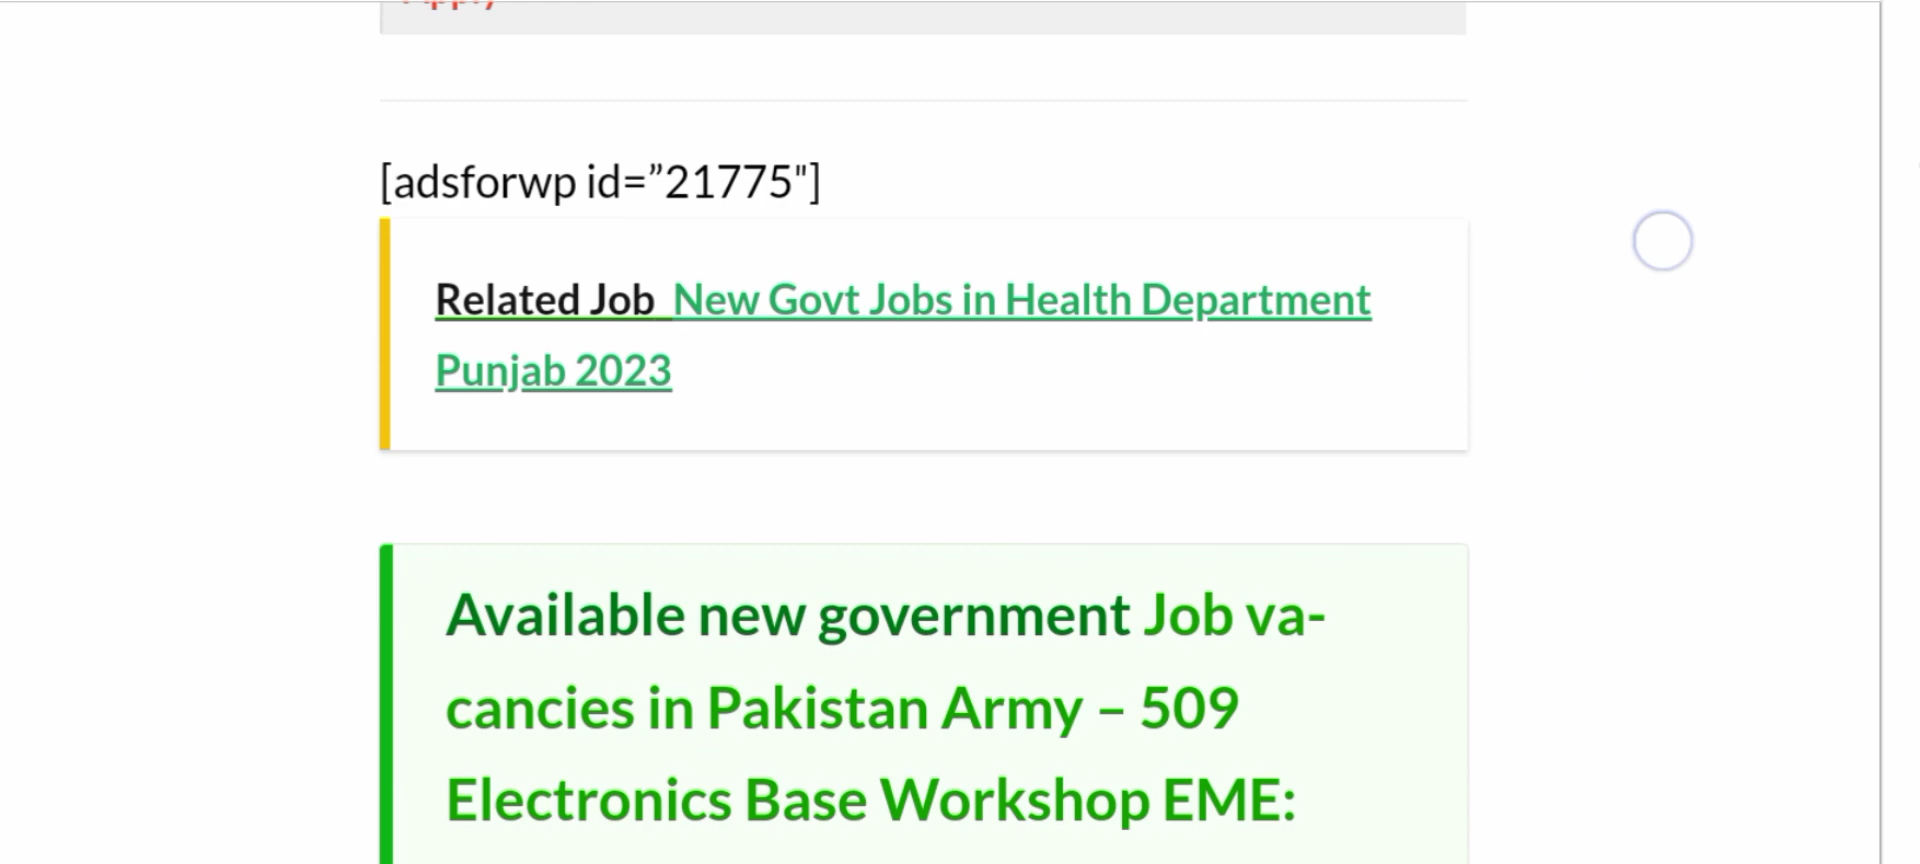 Apply
[adsforwp id=”21775″]
Related Job  New Govt Jobs in Health Department
Punjab 2023
Available new government Job va-
cancies in Pakistan Army – 509
Electronics Base Workshop EME: